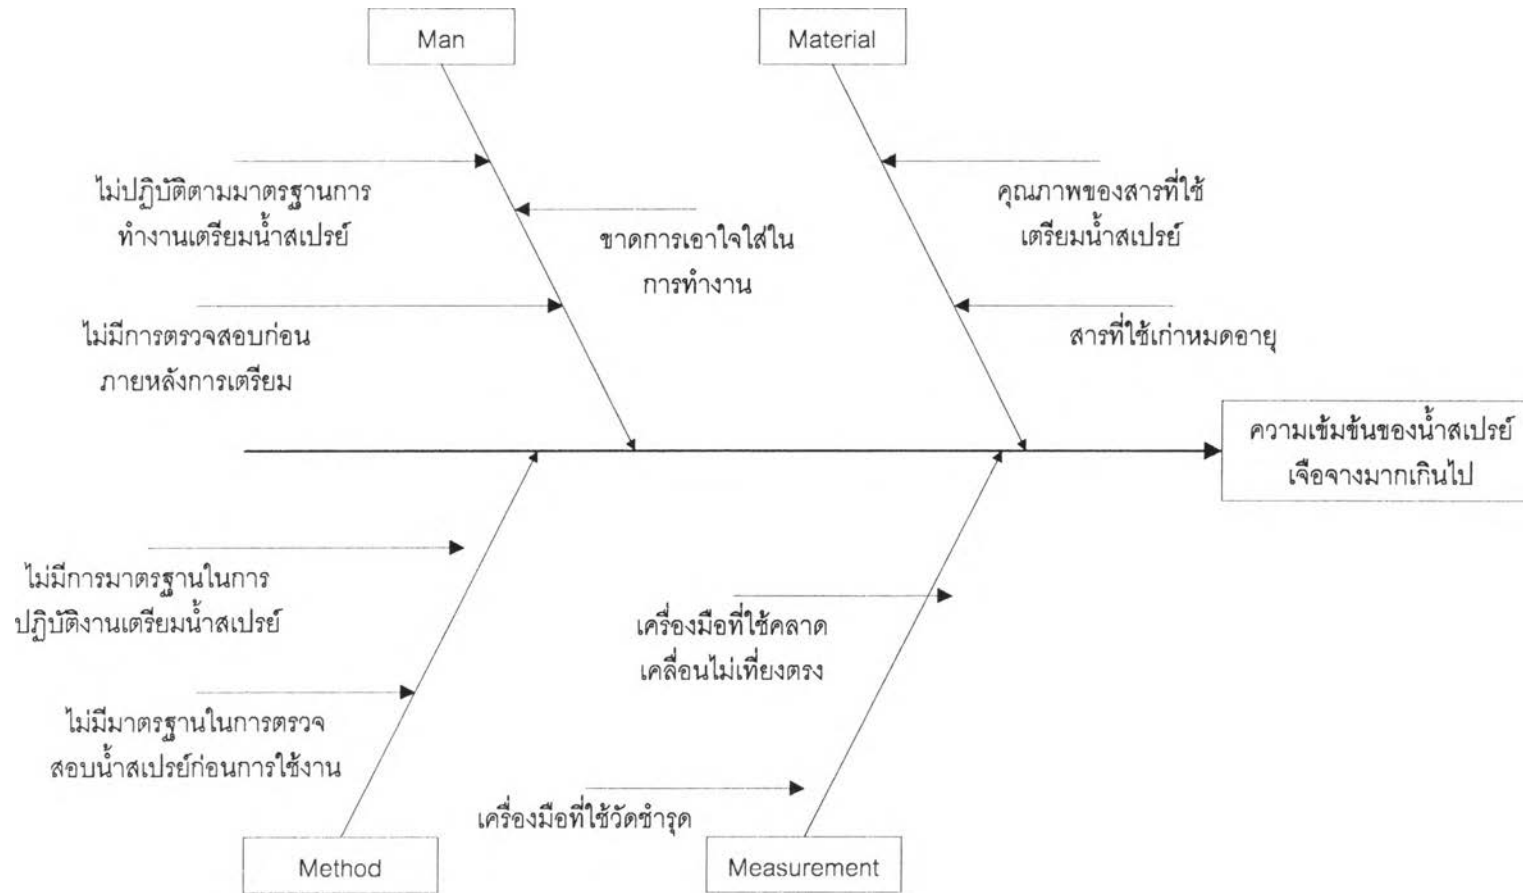 Man
Material
ไม่ปฏิบัติตามมาตรฐานการ
ทำงานเตรียมน้ำสเปรย์
ขาดการเอาใจใส่ใน
การทำงาน
คุณภาพของสารที่ใช้
เตรียมน้ำสเปรย์
ไม่มีการตรวจสอบก่อน
ภายหลังการเตรียม
สารที่ใช้เก่าหมดอายุ
ความเข้มข้นของน้ำสเปรย์
เจือจางมากเกินไป
ไม่มีการมาตรฐานในการ
ปฏิบัติงานเตรียมน้ำสเปรย์
เครื่องมือที่ใช้คลาด
เคลื่อนไม่เที่ยงตรง
ไม่มีมาตรฐานในการตรวจ
สอบน้ำสเปรย์ก่อนการใช้งาน
เครื่องมือที่ใช้วัดชำรุด
Method
Measurement